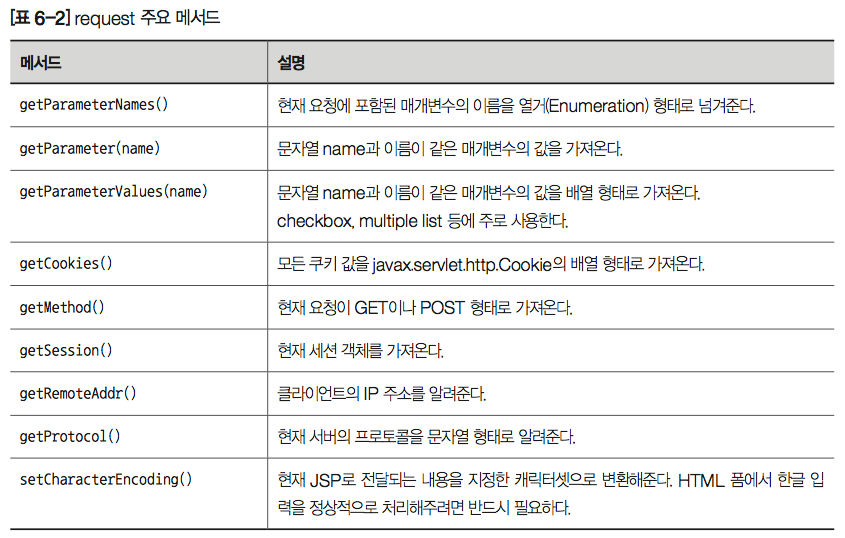 [표 6-2] request 주요 메서드
메서드 설명
getParameterNames() 현재 요청에 포함된 매개변수의 이름을 열거(Enumeration) 형태로 넘겨준다.
getParameter(name) 문자열 name과 이름이 같은 매개변수의 값을 가져온다.
getParameterValues(name) 문자열 name과 이름이 같은 매개변수의 값을 배열 형태로 가져온다.
checkbox, multiple list 등에 주로 사용한다.
getCookies() 모든 쿠키 값을 javax.servlet.http.Cookie의 배열 형태로 가져온다.
getMethod() 현재 요청이 GET이나 POST 형태로 가져온다.
getSession() 현재 세션 객체를 가져온다.
getRemoteAddr() 클라이언트의 IP 주소를 알려준다.
getProtocol() 현재 서버의 프로토콜을 문자열 형태로 알려준다.
setCharacterEncoding() 현재 JSP로 전달되는 내용을 지정한 캐릭터셋으로 변환해준다. HTML 폼에서 한글 입
력을 정상적으로 처리해주려면 반드시 필요하다.